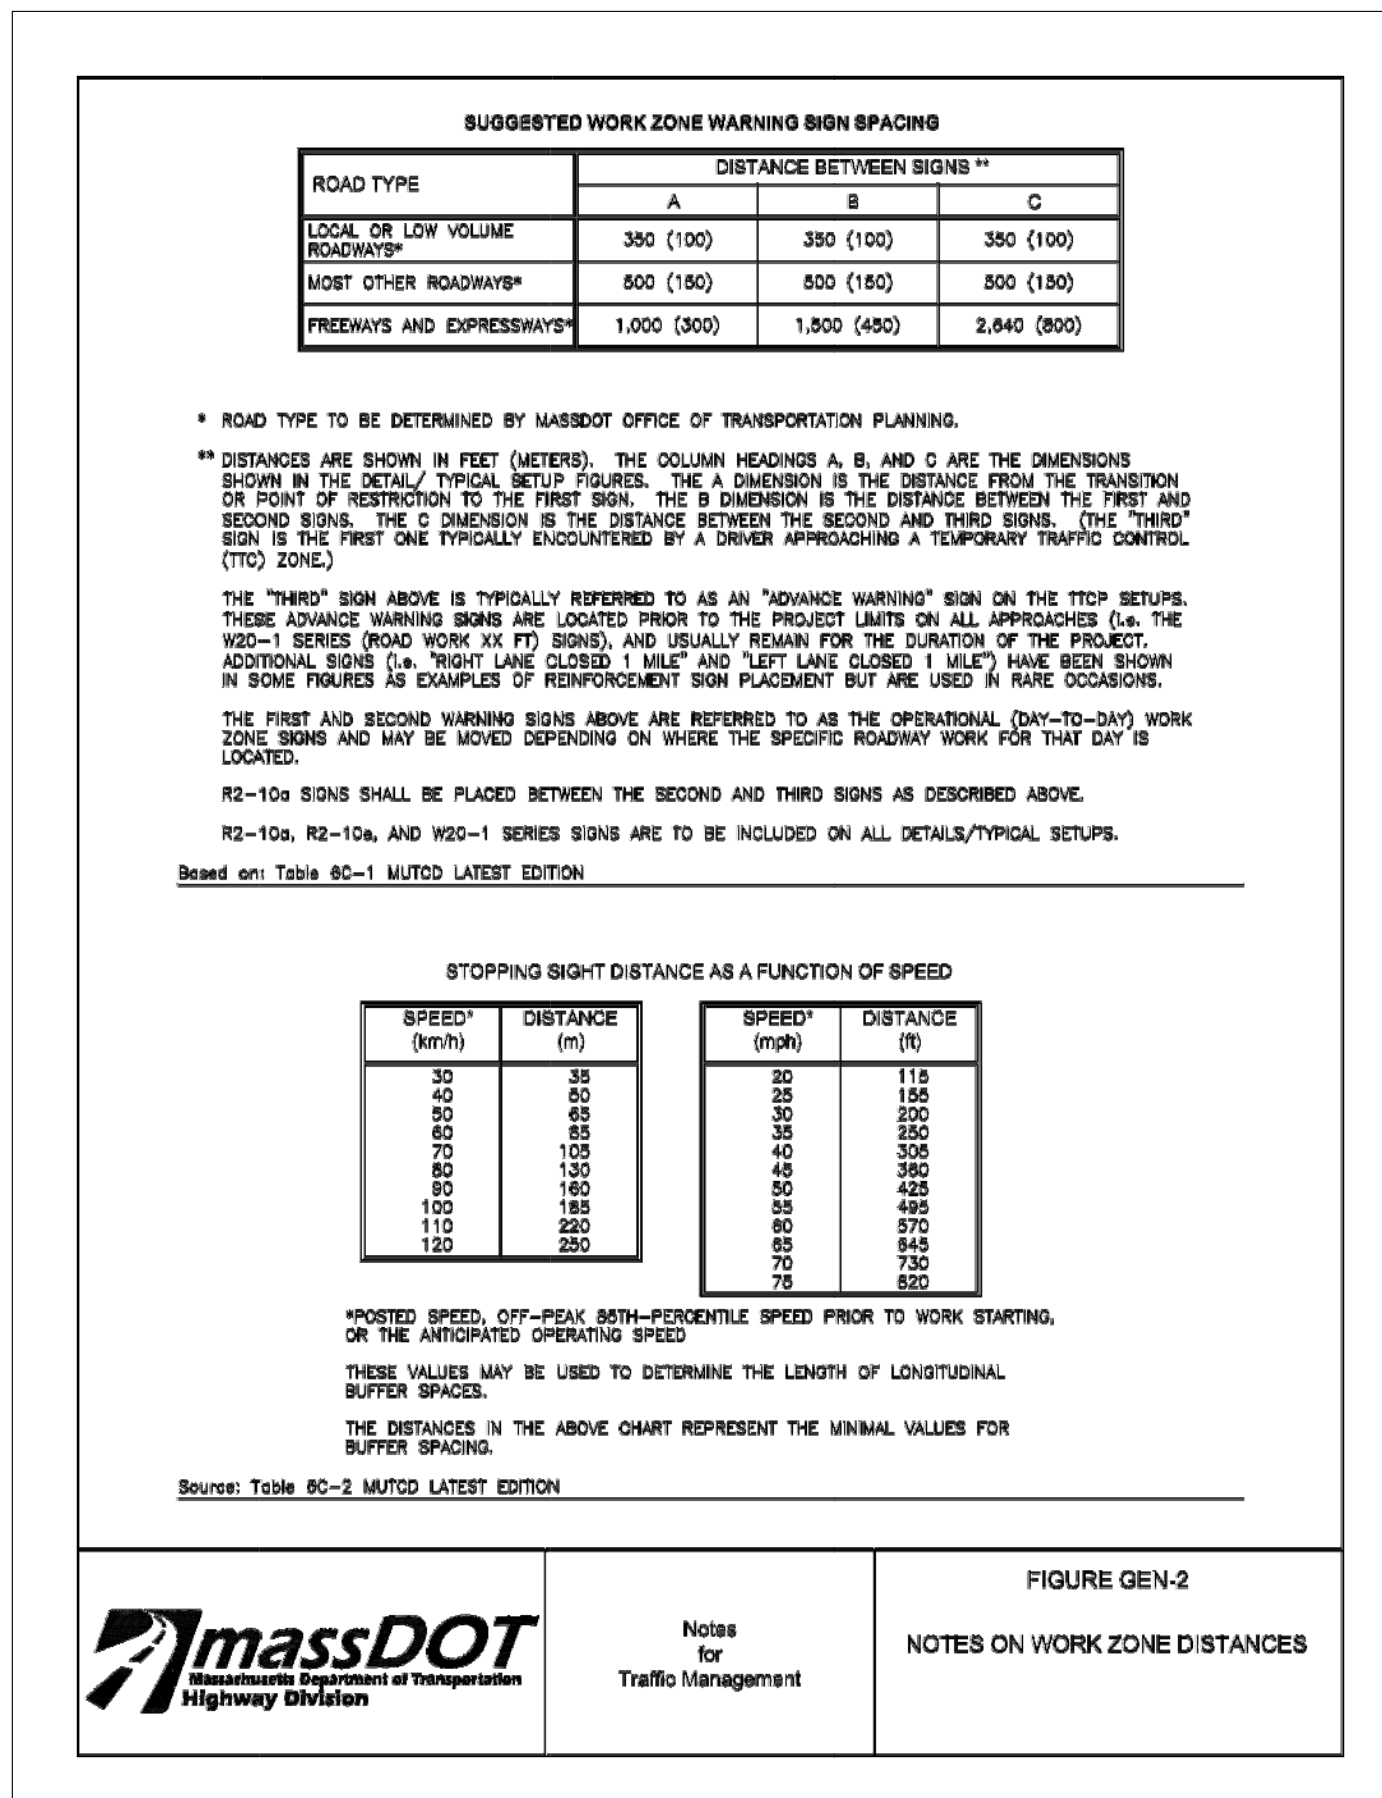 SUGGESTED WORK ZONE WARNING SIGN SPACING
ROAD TYPE
DISTANCE BETWEEN SIGNS **
A B C
LOCAL OR LOW VOLUME ROADWAYS* 350 (100) 350 (100) 350 (100)
MOST OTHER ROADWAYS* 500 (150) 500 (150) 500 (150)
FREEWAYS AND EXPRESSWAYS* 1,000 (300) 1,500 (450) 2,640 (800)
* ROAD TYPE TO BE DETERMINED BY MASSDOT OFFICE OF TRANSPORTATION PLANNING.
** DISTANCES ARE SHOWN IN FEET (METERS). THE COLUMN HEADINGS A, B, AND C ARE THE DIMENSIONS
SHOWN IN THE DETAIL/ TYPICAL SETUP FIGURES. THE A DIMENSION IS THE DISTANCE FROM THE TRANSITION
OR POINT OF RESTRICTION TO THE FIRST SIGN. THE B DIMENSION IS THE DISTANCE BETWEEN THE FIRST AND
SECOND SIGNS. THE C DIMENSION IS THE DISTANCE BETWEEN THE SECOND AND THIRD SIGNS. (THE "THIRD"
SIGN IS THE FIRST ONE TYPICALLY ENCOUNTERED BY A DRIVER APPROACHING A TEMPORARY TRAFFIC CONTROL
(TTC) ZONE.)
THE "THIRD" SIGN ABOVE IS TYPICALLY REFERRED TO AS AN "ADVANCE WARNING" SIGN ON THE TTCP SETUPS.
THESE ADVANCE WARNING SIGNS ARE LOCATED PRIOR TO THE PROJECT LIMITS ON ALL APPROACHES (i.e. THE
W20-1 SERIES (ROAD WORK XX FT) SIGNS), AND USUALLY REMAIN FOR THE DURATION OF THE PROJECT.
ADDITIONAL SIGNS (i.e. "RIGHT LANE CLOSED 1 MILE" AND "LEFT LANE CLOSED 1 MILE") HAVE BEEN SHOWN
IN SOME FIGURES AS EXAMPLES OF REINFORCEMENT SIGN PLACEMENT BUT ARE USED IN RARE OCCASIONS.
THE FIRST AND SECOND WARNING SIGNS ABOVE ARE REFERRED TO AS THE OPERATIONAL (DAY-TO-DAY) WORK
ZONE SIGNS AND MAY BE MOVED DEPENDING ON WHERE THE SPECIFIC ROADWAY WORK FOR THAT DAY IS
LOCATED.
R2-10a SIGNS SHALL BE PLACED BETWEEN THE SECOND AND THIRD SIGNS AS DESCRIBED ABOVE.
R2-10a, R2-10e, AND W20-1 SERIES SIGNS ARE TO BE INCLUDED ON ALL DETAILS/TYPICAL SETUPS.
Based on: Table 6C-1 MUTCD LATEST EDITION
STOPPING SIGHT DISTANCE AS A FUNCTION OF SPEED
SPEED* (km/h) DISTANCE (m)
30 35
40 50
50 65
60 85
70 105
80 130
90 160
100 185
110 220
120 250
SPEED* (mph) DISTANCE (ft)
20 115
25 155
30 200
35 250
40 305
45 360
50 425
55 495
60 570
65 645
70 730
75 820
*POSTED SPEED, OFF-PEAK 85TH-PERCENTILE SPEED PRIOR TO WORK STARTING,
OR THE ANTICIPATED OPERATING SPEED
THESE VALUES MAY BE USED TO DETERMINE THE LENGTH OF LONGITUDINAL
BUFFER SPACES.
THE DISTANCES IN THE ABOVE CHART REPRESENT THE MINIMAL VALUES FOR
BUFFER SPACING.
Source: Table 6C-2 MUTCD LATEST EDITION
massDOT
Massachusetts Department of Transportation
Highway Division
Notes
for
Traffic Management
FIGURE GEN-2
NOTES ON WORK ZONE DISTANCES